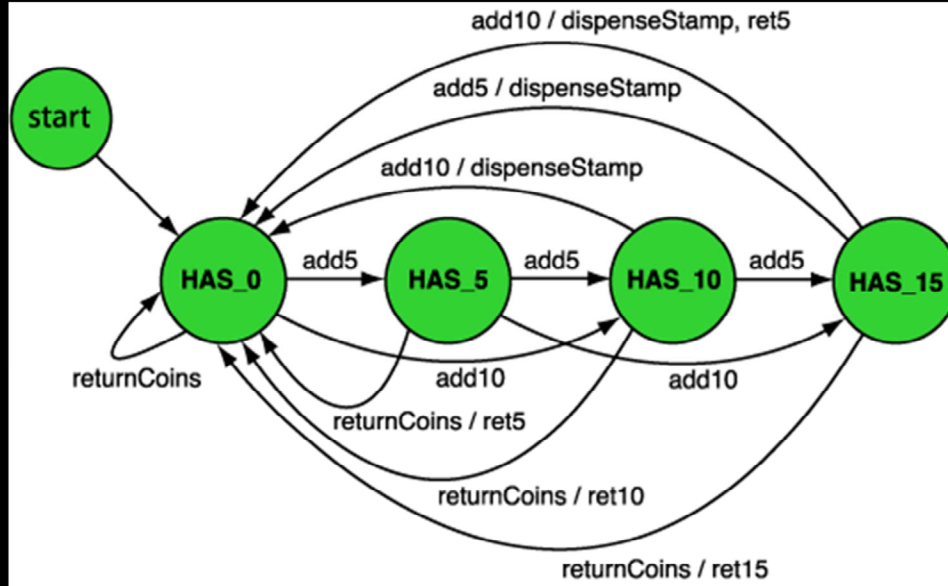 add10 / dispenseStamp, ret5
add5 / dispenseStamp
start
add10 / dispenseStamp
add5
add5
add5
HAS_0
HAS_5
HAS_10
HAS_15
returnCoins
add10
add10
returnCoins / ret5
returnCoins / ret10
returnCoins / ret15